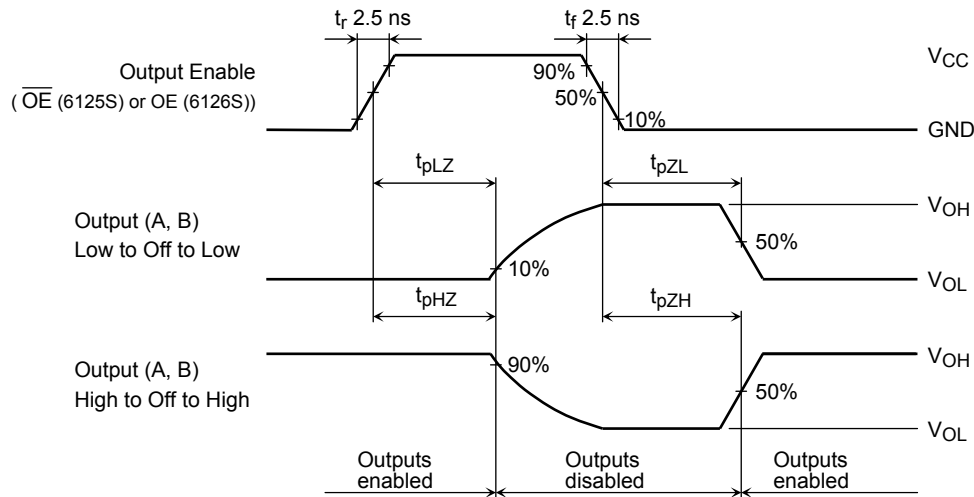 tr 2.5 ns
tf 2.5 ns
Output Enable
( OE (6125S) or OE (6126S))
90%
50%
10%
VCC
GND
tpLZ
tpZL
Output (A, B)
Low to Off to Low
10%
50%
VOH
VOL
tpHZ
tpZH
Output (A, B)
High to Off to High
90%
50%
VOH
VOL
Outputs
enabled
Outputs
disabled
Outputs
enabled